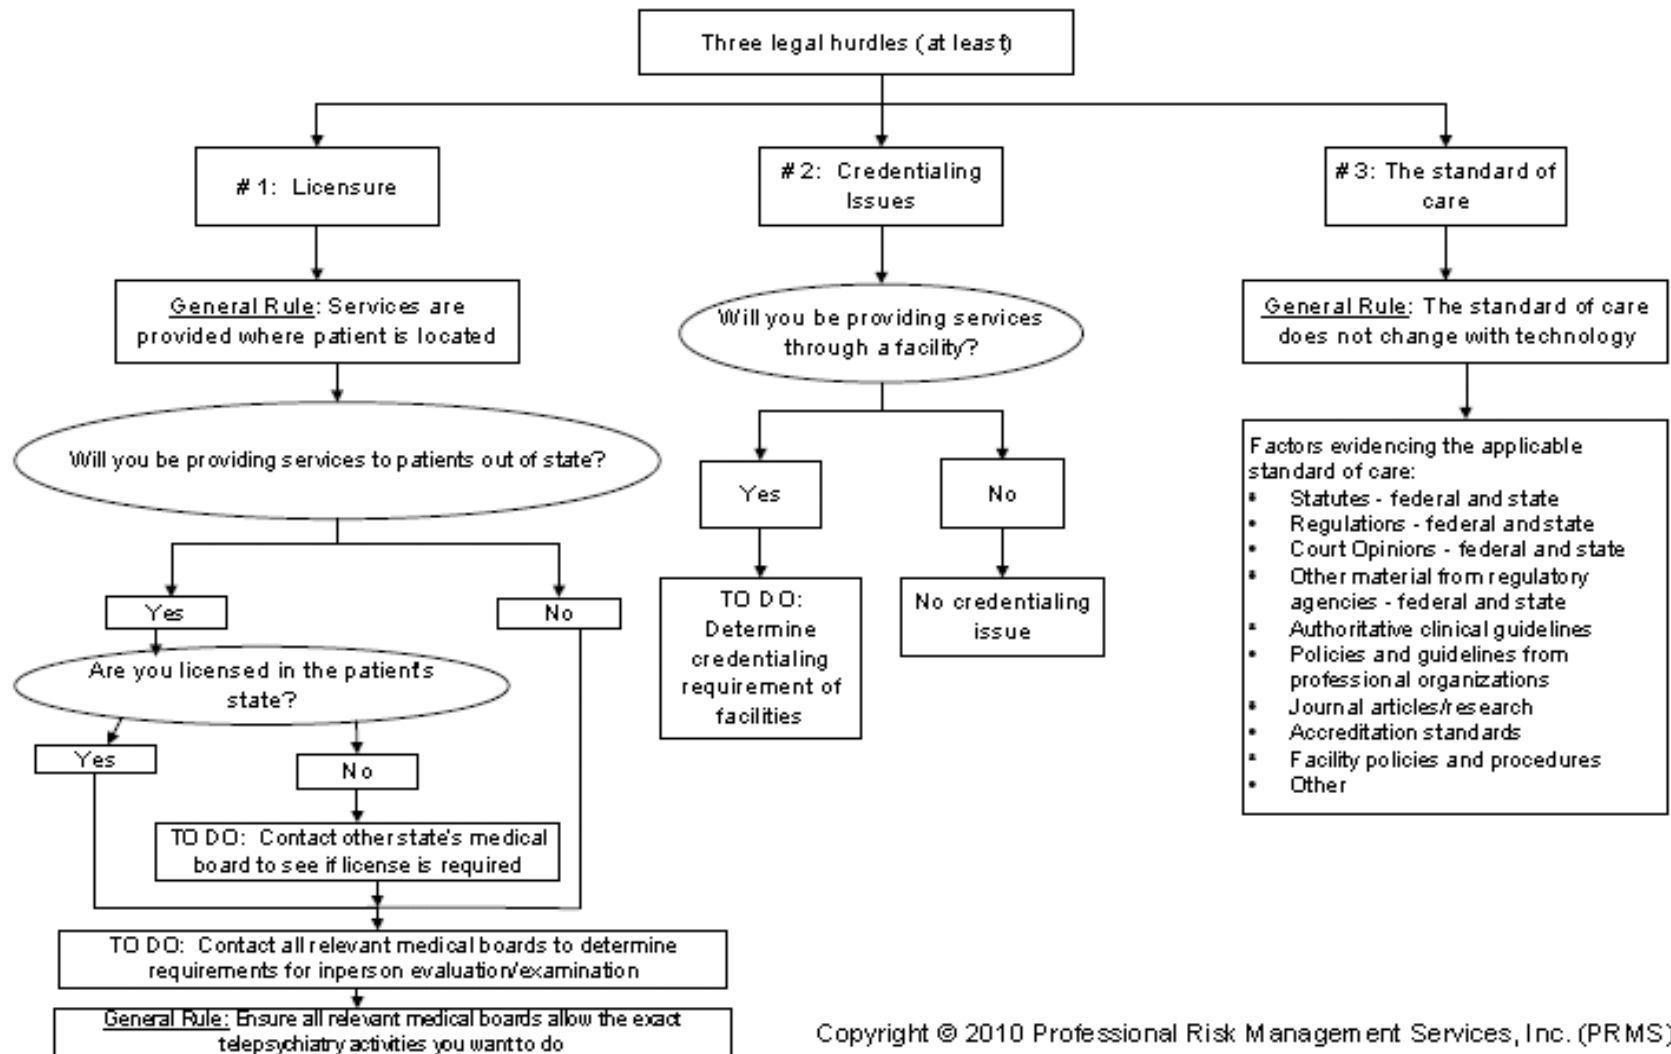 Three legal hurdles (at least)
# 1: Licensure
General Rule: Services are
provided where patient is located
Will you be providing services to patients out of state?
Yes
No
Are you licensed in the patient's
state?
Yes
No
TO DO: Contact other state's medical
board to see if license is required
TO DO: Contact all relevant medical boards to determine
requirements for inperson evaluation/examination
General Rule: Ensure all relevant medical boards allow the exact
telepsychiatry activities you want to do
# 2: Credentialing
Issues
Will you be providing services
through a facility?
Yes
No
TO DO:
Determine
credentialing
requirement of
facilities
No credentialing
issue
# 3: The standard of
care
General Rule: The standard of care
does not change with technology
Factors evidencing the applicable
standard of care:
• Statutes - federal and state
• Regulations - federal and state
• Court Opinions - federal and state
• Other material from regulatory
agencies - federal and state
• Authoritative clinical guidelines
• Policies and guidelines from
professional organizations
• Journal articles/research
• Accreditation standards
• Facility policies and procedures
• Other
Copyright © 2010 Professional Risk Management Services, Inc. (PRMS)